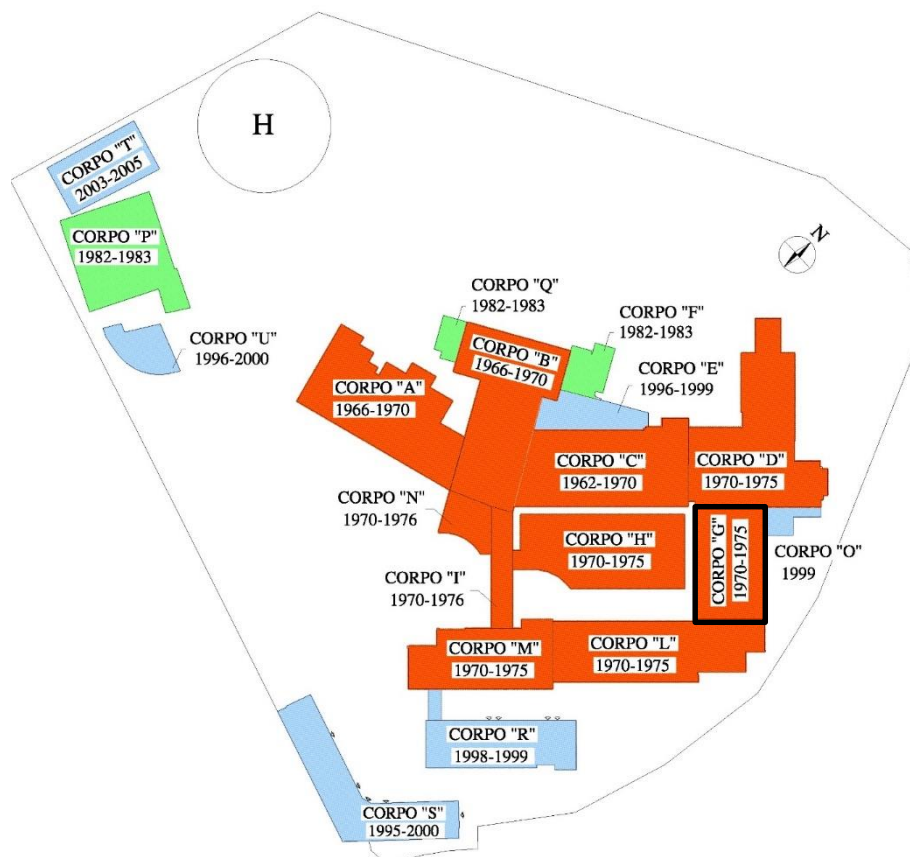 H
CORPO "T"
2003-2005
CORPO "P"
1982-1983
N
CORPO "Q"
1982-1983
CORPO "F"
1982-1983
CORPO "U"
1996-2000
CORPO "B"
1966-1970
CORPO "E"
1996-1999
CORPO "A"
1966-1970
CORPO "C"
1962-1970
CORPO "D"
1970-1975
CORPO "N"
1970-1976
CORPO "H"
1970-1975
CORPO "G"
1970-1975
CORPO "O"
1999
CORPO "I"
1970-1976
CORPO "M"
1970-1975
CORPO "L"
1970-1975
CORPO "R"
1998-1999
CORPO "S"
1995-2000